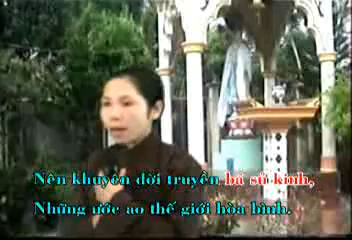 Nên khuyên đời truyền bá sử kinh,
Những ước ao thế giới hòa bình.